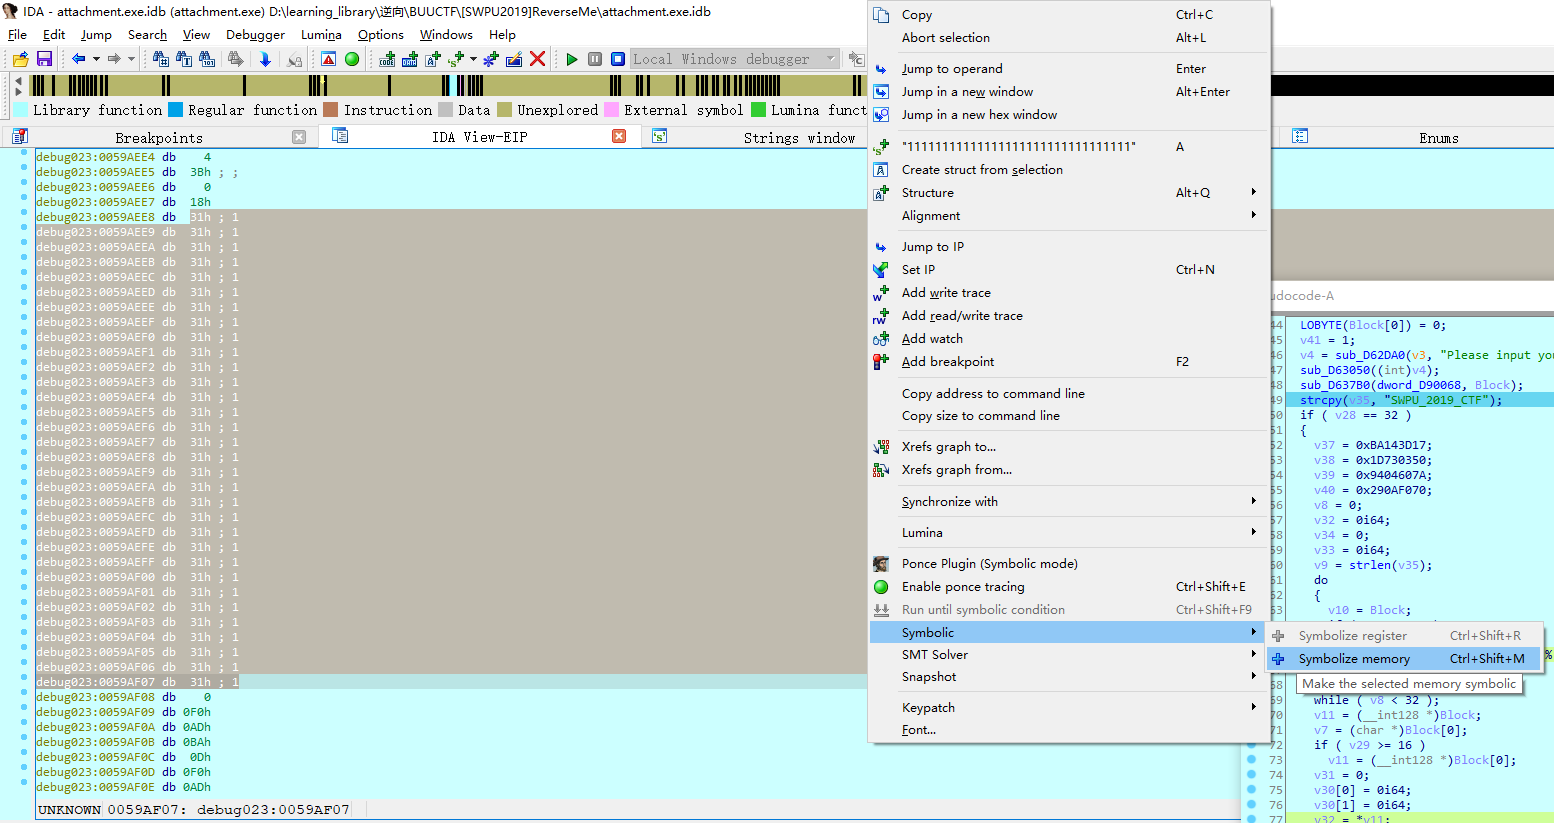 IDA - attachment.exe.idb (attachment.exe) D:\learning_library\逆向\BUUCTF\[SWPU2019]ReverseMe\attachment.exe.idb
File Edit Jump Search View Debugger Lumina Options Windows Help
Local Windows debugger
Library function Regular function Instruction Data Unexplored External symbol Lumina funct
Breakpoints IDA View-EIP Strings window Enums
debug023:0059AEE4 db 4
debug023:0059AEE5 db 3Bh ; ;
debug023:0059AEE6 db 0
debug023:0059AEE7 db 18h
debug023:0059AEE8 db 31h ; 1
debug023:0059AEE9 db 31h ; 1
debug023:0059AEEA db 31h ; 1
debug023:0059AEEB db 31h ; 1
debug023:0059AEEC db 31h ; 1
debug023:0059AEED db 31h ; 1
debug023:0059AEEE db 31h ; 1
debug023:0059AEEF db 31h ; 1
debug023:0059AEF0 db 31h ; 1
debug023:0059AEF1 db 31h ; 1
debug023:0059AEF2 db 31h ; 1
debug023:0059AEF3 db 31h ; 1
debug023:0059AEF4 db 31h ; 1
debug023:0059AEF5 db 31h ; 1
debug023:0059AEF6 db 31h ; 1
debug023:0059AEF7 db 31h ; 1
debug023:0059AEF8 db 31h ; 1
debug023:0059AEF9 db 31h ; 1
debug023:0059AEFA db 31h ; 1
debug023:0059AEFB db 31h ; 1
debug023:0059AEFC db 31h ; 1
debug023:0059AEFD db 31h ; 1
debug023:0059AEFE db 31h ; 1
debug023:0059AEFF db 31h ; 1
debug023:0059AF00 db 31h ; 1
debug023:0059AF01 db 31h ; 1
debug023:0059AF02 db 31h ; 1
debug023:0059AF03 db 31h ; 1
debug023:0059AF04 db 31h ; 1
debug023:0059AF05 db 31h ; 1
debug023:0059AF06 db 31h ; 1
debug023:0059AF07 db 31h ; 1
debug023:0059AF08 db 0
debug023:0059AF09 db 0F0h
debug023:0059AF0A db 0ADh
debug023:0059AF0B db 0BAh
debug023:0059AF0C db 0Dh
debug023:0059AF0D db 0F0h
debug023:0059AF0E db 0ADh
UNKNOWN 0059AF07: debug023:0059AF07
Copy Ctrl+C
Abort selection Alt+L
Jump to operand Enter
Jump in a new window Alt+Enter
Jump in a new hex window
"11111111111111111111111111111111" A
Create struct from selection
Structure Alt+Q
Alignment
Jump to IP
Set IP Ctrl+N
Add write trace
Add read/write trace
Add watch
Add breakpoint F2
Copy address to command line
Copy size to command line
Xrefs graph to...
Xrefs graph from...
Synchronize with
Lumina
Ponce Plugin (Symbolic mode)
Enable ponce tracing Ctrl+Shift+E
Run until symbolic condition Ctrl+Shift+F9
Symbolic
SMT Solver
Snapshot
Keypatch
Font...
Symbolize register Ctrl+Shift+R
Symbolize memory Ctrl+Shift+M
Make the selected memory symbolic
udocode-A
44 LOBYTE(Block[0]) = 0;
45 v41 = 1;
46 v4 = sub_D62DA0(v3, "Please input you
47 sub_D63050((int)v4);
48 sub_D637B0(dword_D90068, Block);
49 strcpy(v35, "SWPU_2019_CTF");
50 if ( v28 == 32 )
51 {
52 v37 = 0xBA143D17;
53 v38 = 0x1D730350;
54 v39 = 0x9404607A;
55 v40 = 0x290AF070;
56 v8 = 0;
57 v32 = 0i64;
58 v34 = 0;
59 v33 = 0i64;
60 v9 = strlen(v35);
61 do
62 {
63 v10 = Block;
%
68
69 while ( v8 < 32 );
70 v11 = (__int128 *)Block;
71 v7 = (char *)Block[0];
72 if ( v29 >= 16 )
73 v11 = (__int128 *)Block[0];
74 v31 = 0;
75 v30[0] = 0i64;
76 v30[1] = 0i64;
77 v32 = *v11;